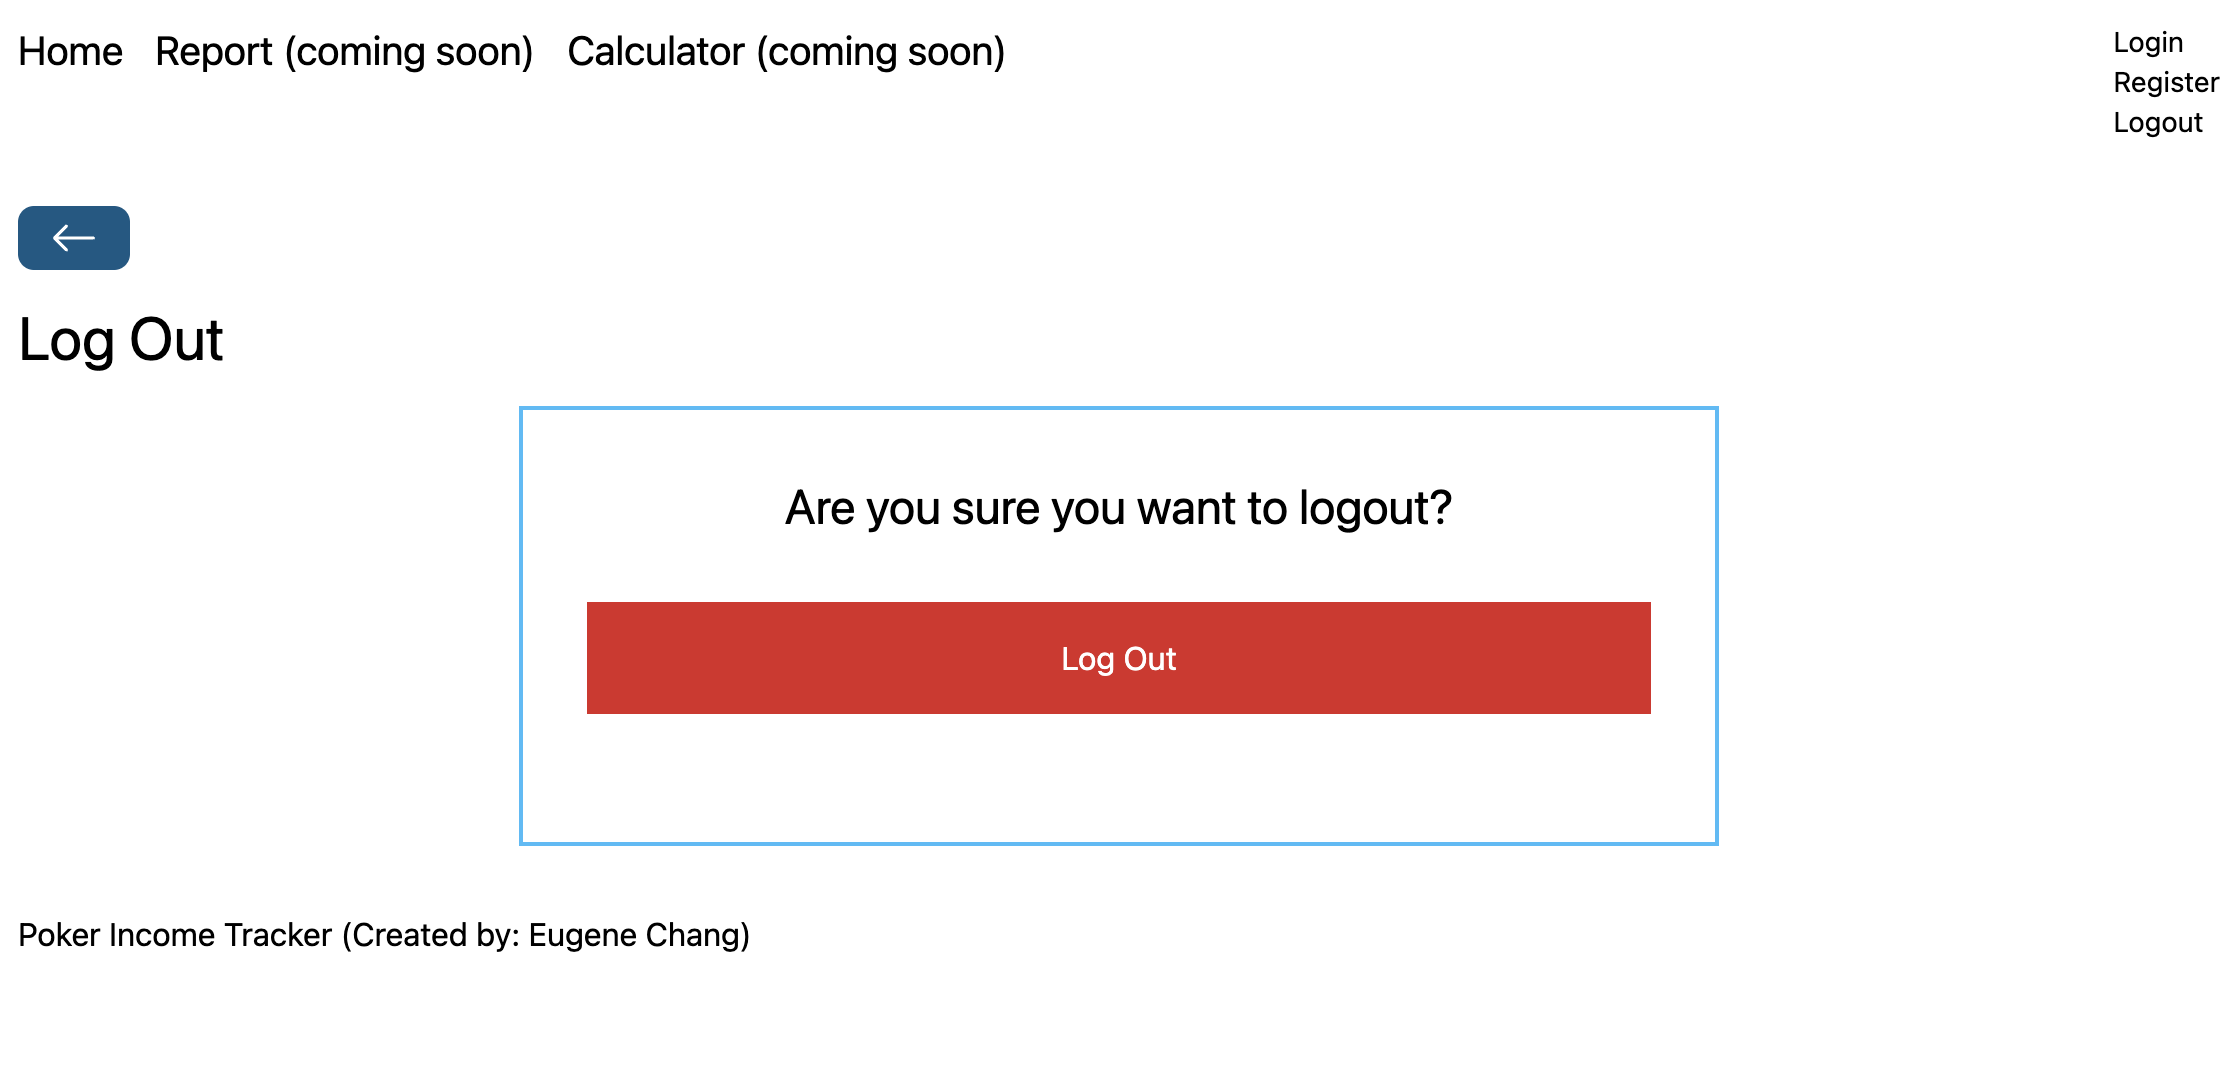 Home Report (coming soon) Calculator (coming soon)
Login
Register
Logout
Log Out
Are you sure you want to logout?
Log Out
Poker Income Tracker (Created by: Eugene Chang)